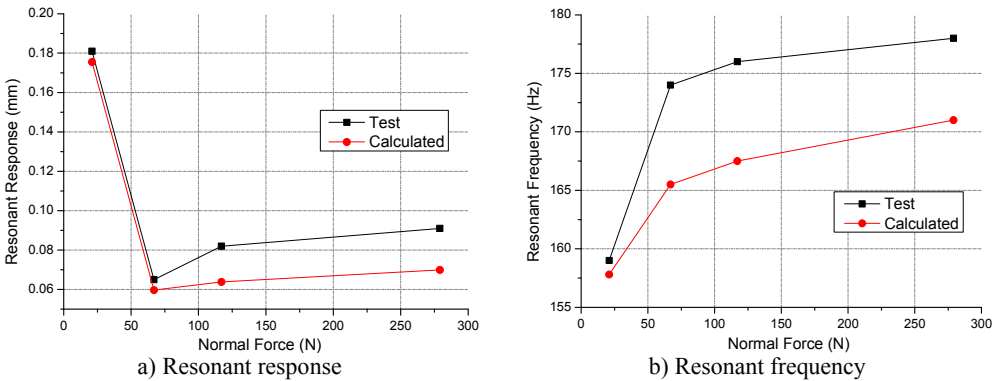 0.20
0.18
0.16
0.14
0.12
0.10
0.08
0.06
Resonant Response (mm)
Test
Calculated
0 50 100 150 200 250 300
Normal Force (N)
a) Resonant response
180
175
170
165
160
155
Resonant Frequency (Hz)
Test
Calculated
0 50 100 150 200 250 300
Normal Force (N)
b) Resonant frequency